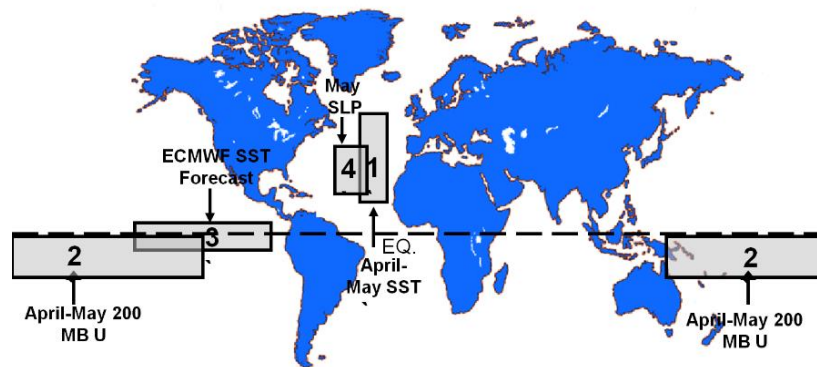 May
SLP
ECMWF SST
Forecast
4
1
3
2
EQ.
2
April-
May SST
April-May 200
MB U
April-May 200
MB U